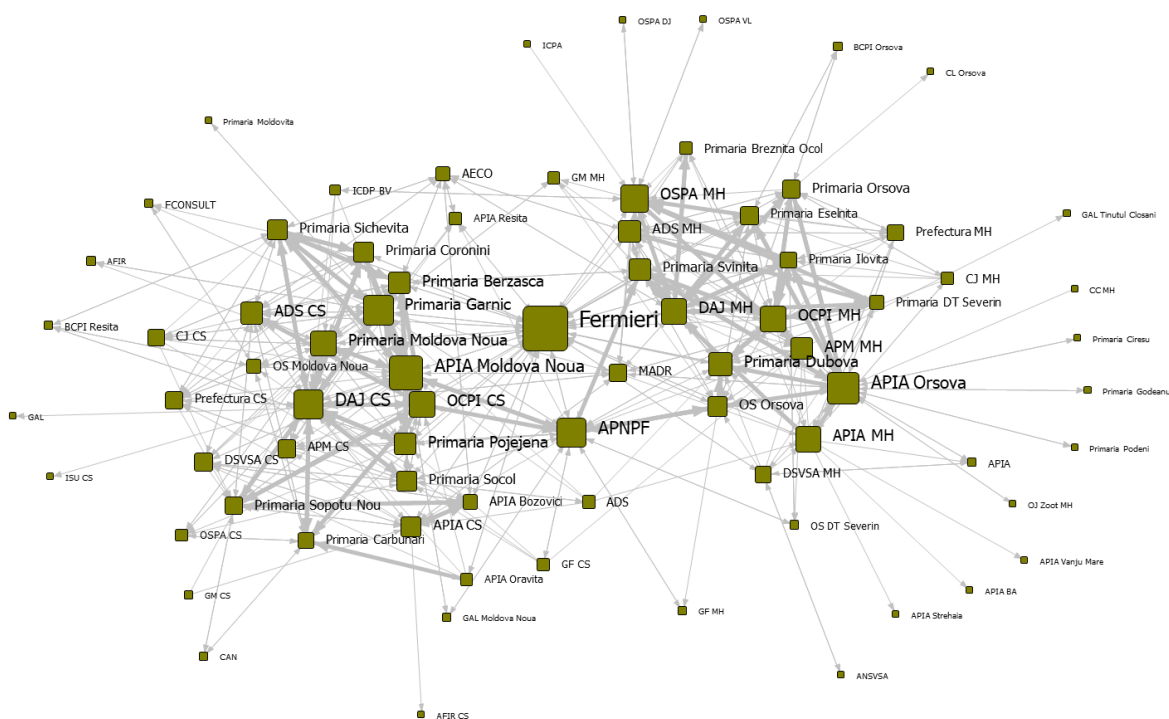 OSPA DJ
OSPA VL
ICPA
BCPI Orsova
CL Orsova
Primaria Moldovita
Primaria Breznita Ocol
AECO
GM MH
ICDP BV
OSPA MH
Primaria Orsova
FCONSULT
APIA Resita
Primaria Eselnita
GAL Tinutul Closani
Primaria Sichevita
ADS MH
Prefectura MH
Primaria Coronini
AFIR
Primaria Svinita
Primaria Ilovita
CJ MH
Primaria Berzasca
CC MH
Primaria Garnic
Primaria DT Severin
ADS CS
Fermieri
DAJ MH
OCPI MH
BCPI Resita
CJ CS
Primaria Moldova Noua
APM MH
Primaria Ciresu
OS Moldova Noua
APIA Moldova Noua
MADR
Primaria Dubova
APIA Orsova
Primaria Godeanu
Prefectura CS
DAJ CS
OCPI CS
OS Orsova
GAL
APNPF
APIA MH
Primaria Podeni
APM CS
Primaria Pojejena
DSVSA CS
APIA
ISU CS
Primaria Socol
DSVSA MH
Primaria Sopotu Nou
APIA Bozovici
ADS
OJ Zoot MH
OSPA CS
APIA CS
OS DT Severin
Primaria Carbunari
GF CS
APIA Vanju Mare
APIA Oravita
APIA BA
GM CS
GAL Moldova Noua
GF MH
APIA Strehaia
CAN
ANSVSA
AFIR CS